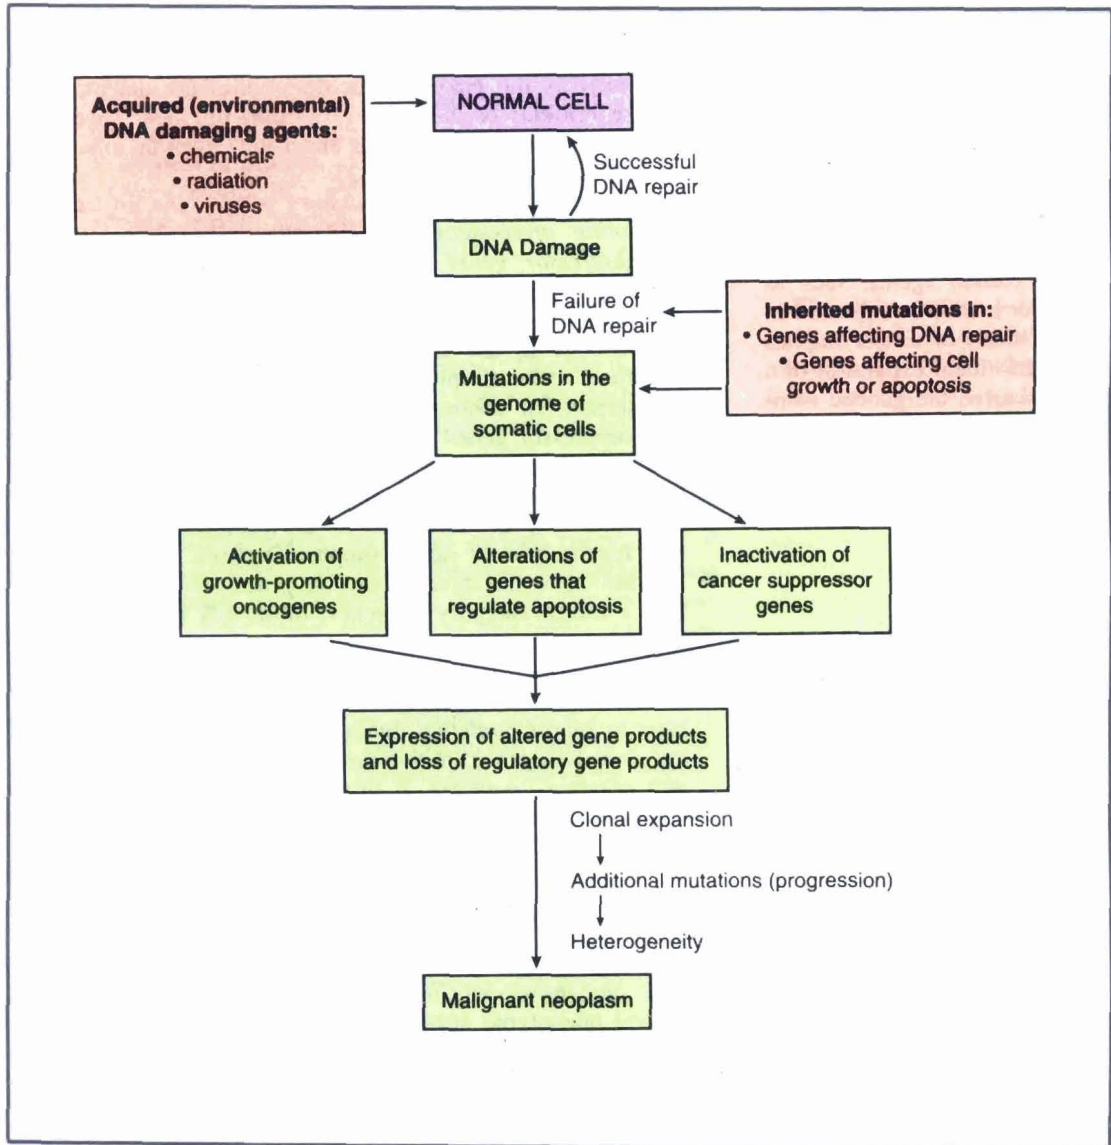 Acquired (environmental)
DNA damaging agents:
• chemicals
• radiation
• viruses
NORMAL CELL
Successful
DNA repair
DNA Damage
Failure of
DNA repair
Inherited mutations in:
• Genes affecting DNA repair
• Genes affecting cell
growth or apoptosis
Mutations in the
genome of
somatic cells
Activation of
growth-promoting
oncogenes
Alterations of
genes that
regulate apoptosis
Inactivation of
cancer suppressor
genes
Expression of altered gene products
and loss of regulatory gene products
Clonal expansion
Additional mutations (progression)
Heterogeneity
Malignant neoplasm